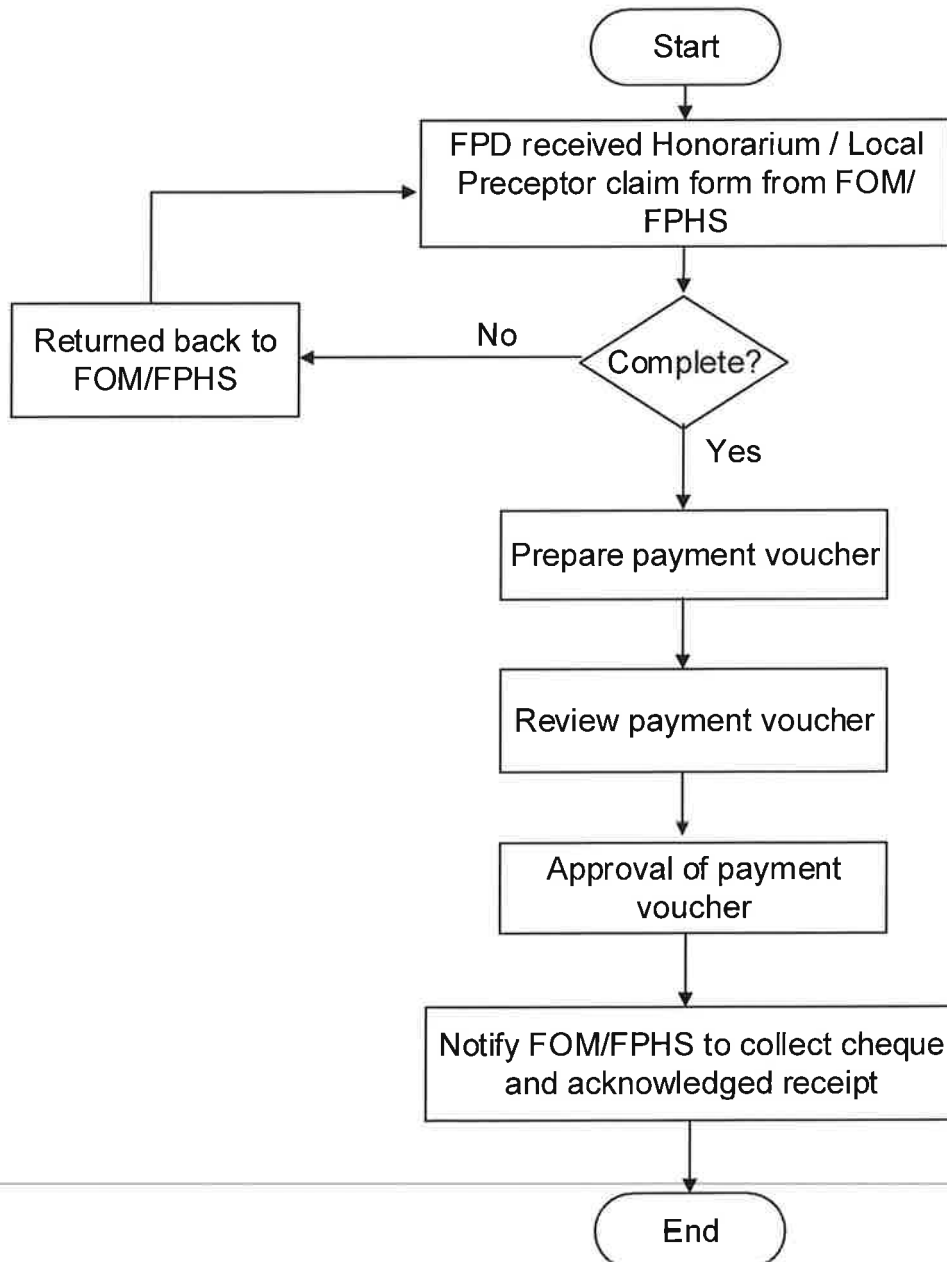 Start
FPD received Honorarium / Local
Preceptor claim form from FOM/
FPHS
Returned back to
FOM/FPHS
No
Complete?
Yes
Prepare payment voucher
Review payment voucher
Approval of payment
voucher
Notify FOM/FPHS to collect cheque
and acknowledged receipt
End